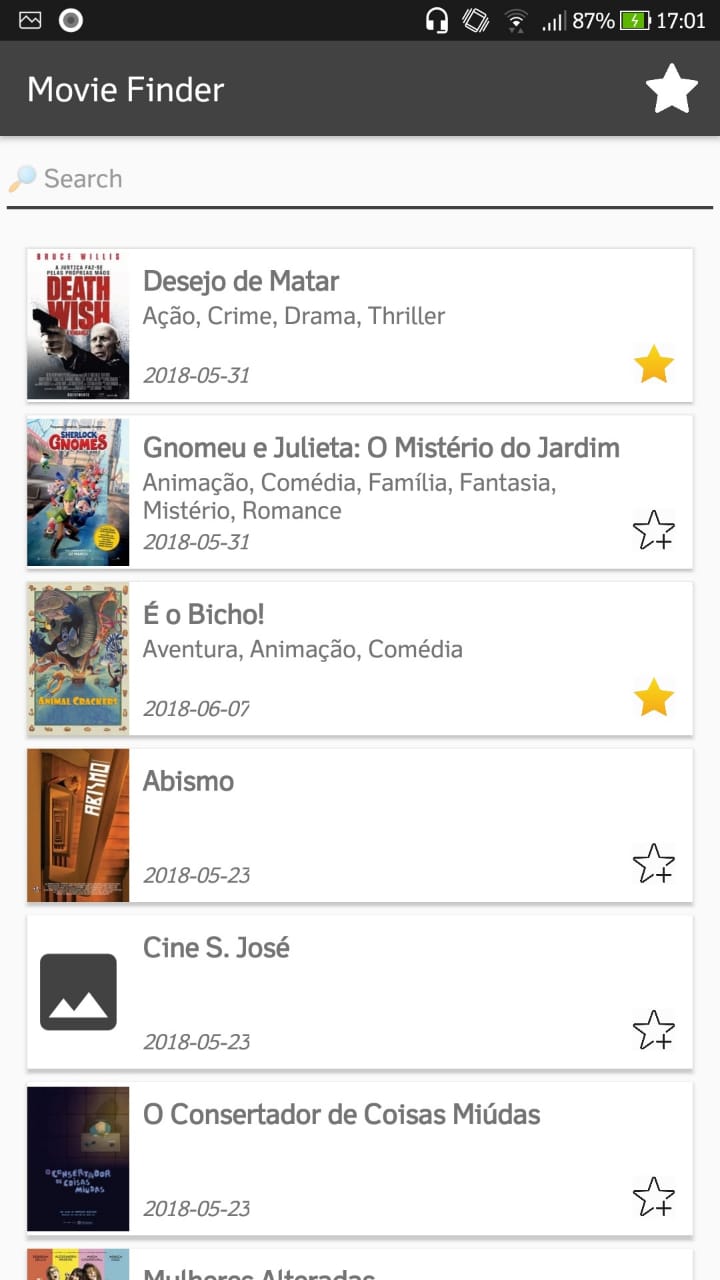 87% 17:01
Movie Finder
Search
BRUCE WILLIS
A JUSTIÇA FAZ-SE
PELAS PRÓPRIAS MÃOS
DEATH
WISH
Desejo de Matar
Ação, Crime, Drama, Thriller
2018-05-31
SHERLOCK
GNOMES
Gnomeu e Julieta: O Mistério do Jardim
Animação, Comédia, Família, Fantasia,
Mistério, Romance
2018-05-31
ANIMAL CRACKERS
É o Bicho!
Aventura, Animação, Comédia
2018-06-07
ABISMO
Abismo
2018-05-23
Cine S. José
2018-05-23
O CONSERTADOR
DE COISAS
MIÚDAS
O Consertador de Coisas Miúdas
2018-05-23
Mulheres Alteradas